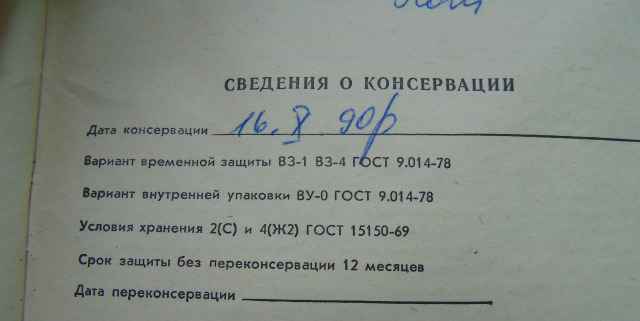 СВЕДЕНИЯ О КОНСЕРВАЦИИ
Дата консервации 16. X 90р
Вариант временной защиты ВЗ-1 ВЗ-4 ГОСТ 9.014-78
Вариант внутренней упаковки ВУ-0 ГОСТ 9.014-78
Условия хранения 2(С) и 4(Ж2) ГОСТ 15150-69
Срок защиты без переконсервации 12 месяцев
Дата переконсервации